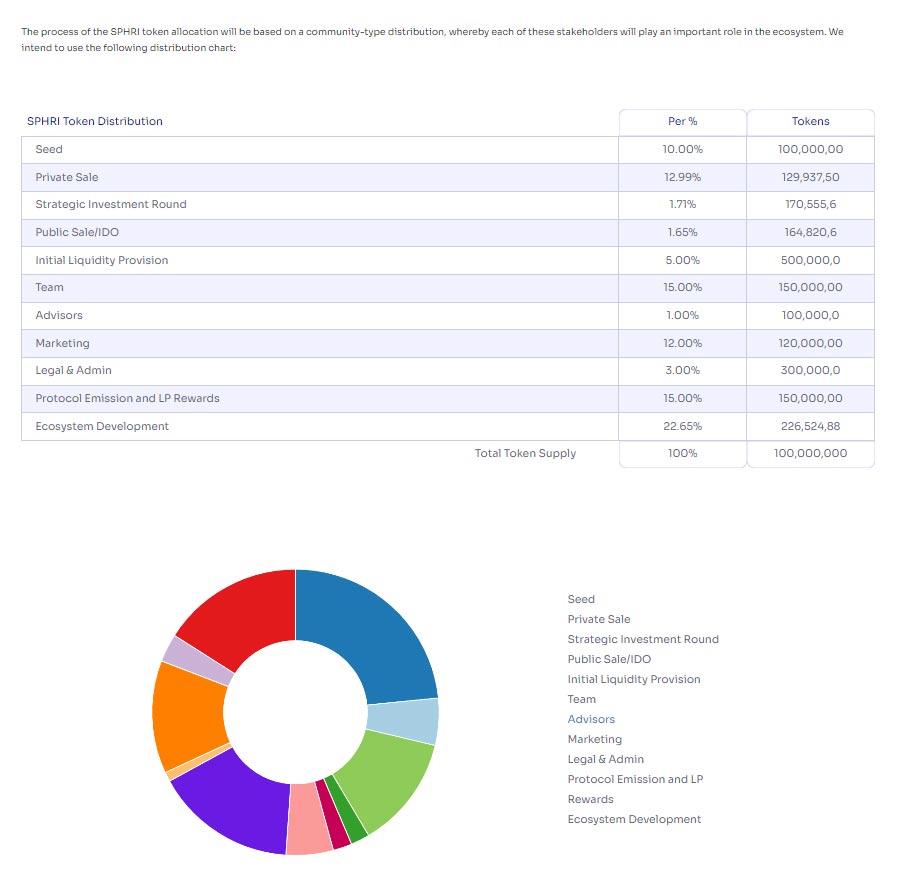 The process of the SPHRI token allocation will be based on a community-type distribution, whereby each of these stakeholders will play an important role in the ecosystem. We
intend to use the following distribution chart:
SPHRI Token Distribution Per % Tokens
Seed 10.00% 100,000,00
Private Sale 12.99% 129,937,50
Strategic Investment Round 1.71% 170,555,6
Public Sale/IDO 1.65% 164,820,6
Initial Liquidity Provision 5.00% 500,000,0
Team 15.00% 150,000,00
Advisors 1.00% 100,000,0
Marketing 12.00% 120,000,00
Legal & Admin 3.00% 300,000,0
Protocol Emission and LP Rewards 15.00% 150,000,00
Ecosystem Development 22.65% 226,524,88
Total Token Supply 100% 100,000,000
Seed
Private Sale
Strategic Investment Round
Public Sale/IDO
Initial Liquidity Provision
Team
Advisors
Marketing
Legal & Admin
Protocol Emission and LP
Rewards
Ecosystem Development